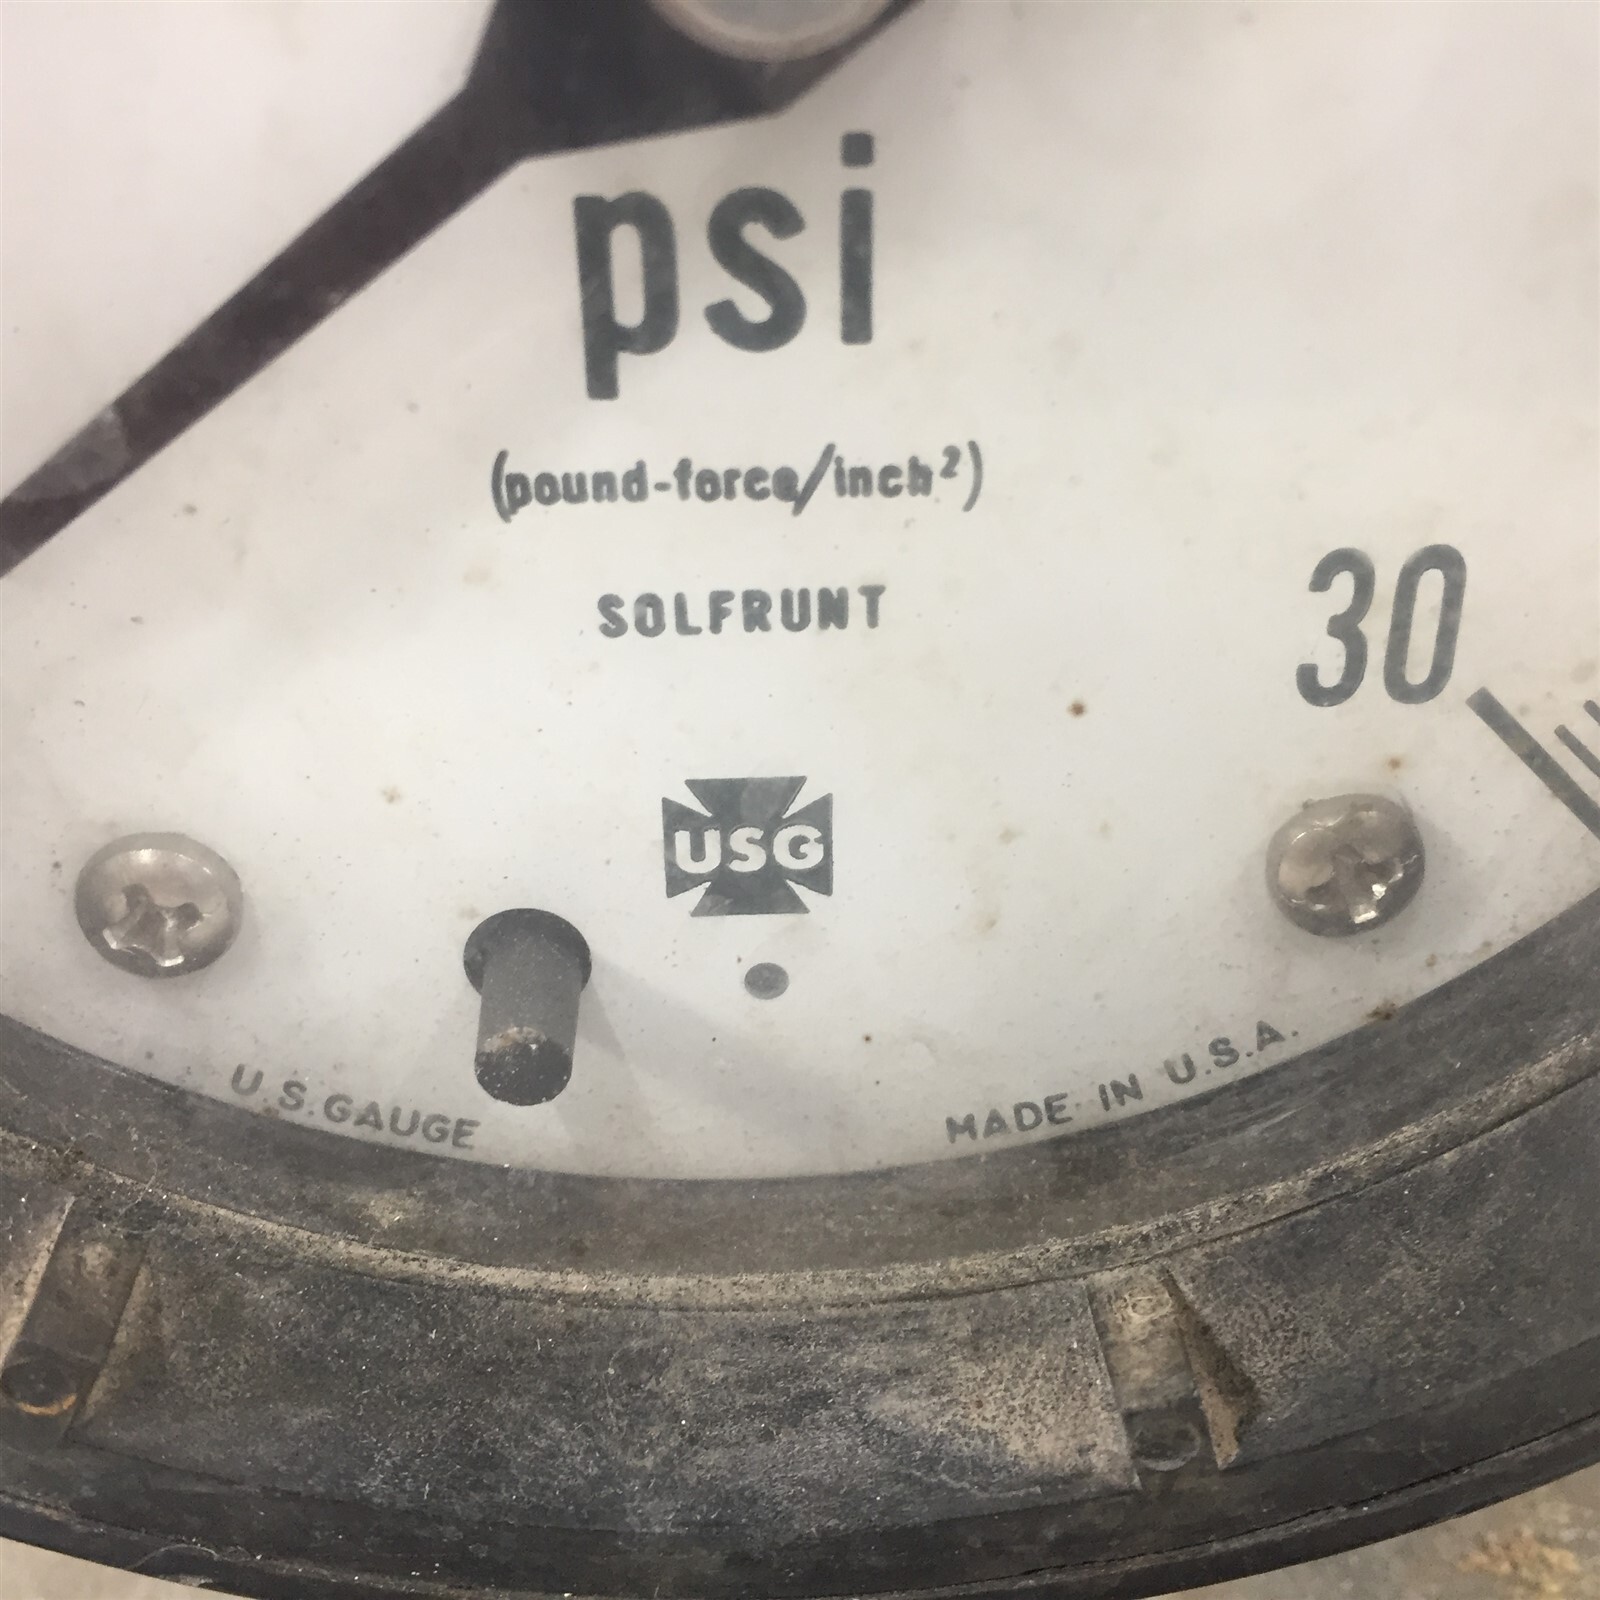 psi
(pound-force/inch²)
SOLFRUNT
30
USG
U.S.GAUGE
MADE IN U.S.A.